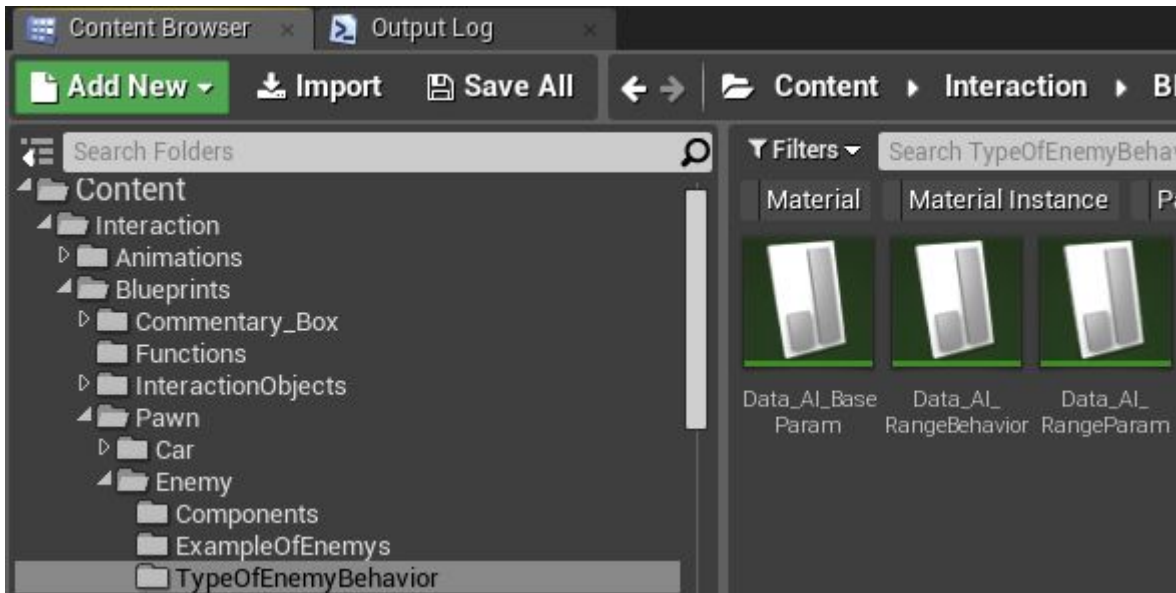 Content Browser
Output Log
Add New
Import
Save All
Content
Interaction
Search Folders
Content
Interaction
Animations
Blueprints
Commentary_Box
Functions
InteractionObjects
Pawn
Car
Enemy
Components
ExampleOfEnemys
TypeOfEnemyBehavior
Filters
Search TypeOfEnemyBehav
Material
Material Instance
Data_AI_Base
Param
Data_AI_
RangeBehavior
Data_AI_
RangeParam